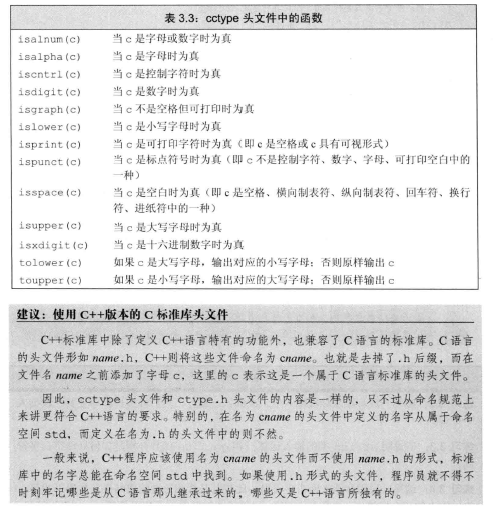 表 3.3：cctype 头文件中的函数
isalnum(c) 当 c 是字母或数字时为真
isalpha(c) 当 c 是字母时为真
iscntrl(c) 当 c 是控制字符时为真
isdigit(c) 当 c 是数字时为真
isgraph(c) 当 c 不是空格但可打印时为真
islower(c) 当 c 是小写字母时为真
isprint(c) 当 c 是可打印字符时为真（即 c 是空格或 c 具有可视形式）
ispunct(c) 当 c 是标点符号时为真（即 c 不是控制字符、数字、字母、可打印空白中的
一种）
isspace(c) 当 c 是空白时为真（即 c 是空格、横向制表符、纵向制表符、回车符、换行
符、进纸符中的一种）
isupper(c) 当 c 是大写字母时为真
isxdigit(c) 当 c 是十六进制数字时为真
tolower(c) 如果 c 是大写字母，输出对应的小写字母；否则原样输出 c
toupper(c) 如果 c 是小写字母，输出对应的大写字母；否则原样输出 c
建议：使用 C++版本的 C 标准库头文件
C++标准库中除了定义 C++语言特有的功能外，也兼容了 C 语言的标准库。C 语言
的头文件形如 name.h，C++则将这些文件命名为 cname。也就是去掉了.h 后缀，而在
文件名 name 之前添加了字母 c，这里的 c 表示这是一个属于 C 语言标准库的头文件。
因此，cctype 头文件和 ctype.h 头文件的内容是一样的，只不过从命名规范上
来讲更符合 C++语言的要求。特别的，在名为 cname 的头文件中定义的名字从属于命名
空间 std，而定义在名为.h 的头文件中的则不然。
一般来说，C++程序应该使用名为 cname 的头文件而不使用 name.h 的形式，标准
库中的名字总能在命名空间 std 中找到。如果使用.h 形式的头文件，程序员就不得不
时刻牢记哪些是从 C 语言那儿继承过来的，哪些又是 C++语言所独有的。